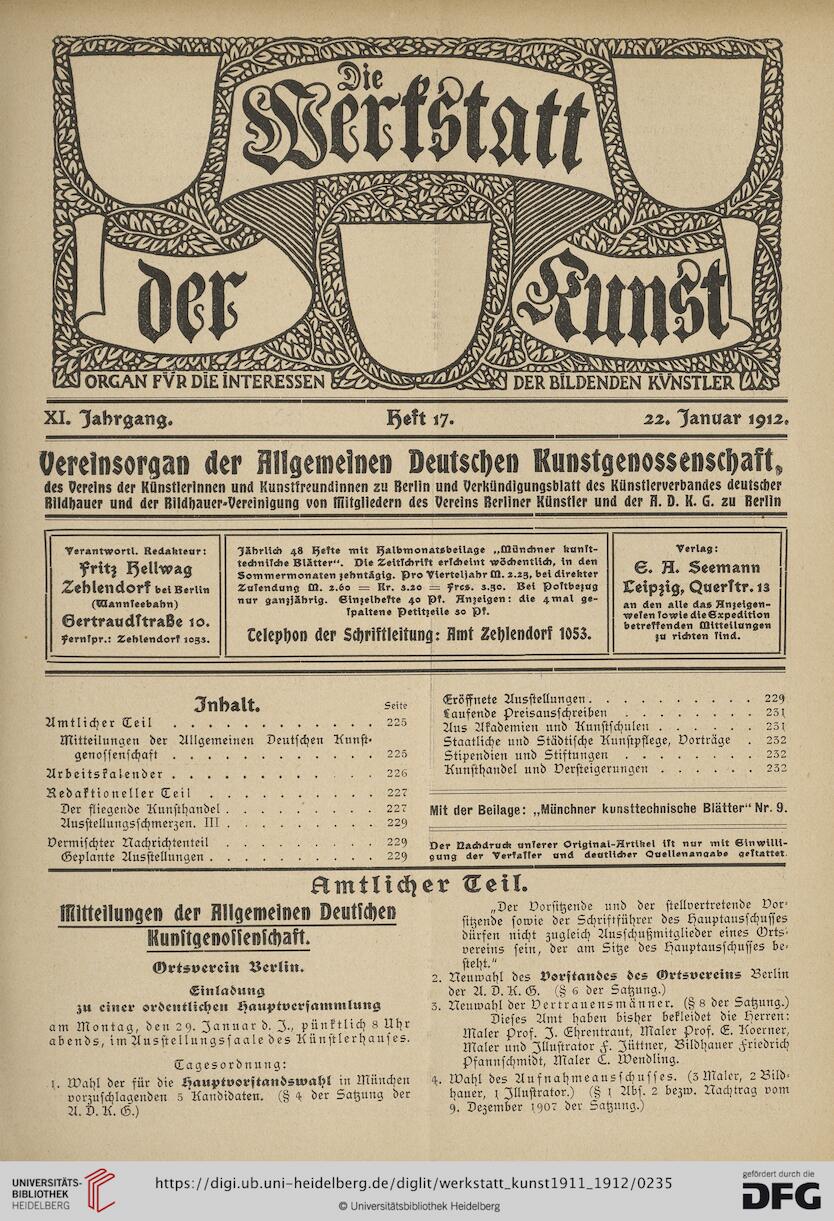 Die
Werkstatt
der Kunst
ORGAN FVR DIE INTERESSEN DER BILDENDEN KVNSTLER
XI. Jahrgang. Heft 17. 22. Januar 1912.
Vereinsorgan der Allgemeinen Deutschen Kunstgenossenschaft,
des Vereins der Künstlerinnen und Kunstfreundinnen zu Berlin und Verkündigungsblatt des Künstlerverbandes deutscher
Bildhauer und der Bildhauer-Vereinigung von Mitgliedern des Vereins Berliner Künstler und der A. D. K. G. zu Berlin
Verantwortl. Redakteur:
Fritz Hellwag
Zehlendorf bei Berlin
(Wannseebahn)
Gertraudstraße 10.
Fernspr.: Zehlendorf 1053.
Jährlich 48 Hefte mit Halbmonatsbeilage „Münchner kunst-
technische Blätter“. Die Zeitschrift erscheint wöchentlich, in den
Sommermonaten zehntägig. Pro Vierteljahr M. 2.25, bei direkter
Zusendung M. 2.60 = Kr. 3.20 = Frcs. 3.50. Bei Postbezug
nur ganzjährig. Einzelhefte 40 Pf. Anzeigen: die 4mal ge-
spaltene Petitzeile 30 Pf.
Telephon der Schriftleitung: Amt Zehlendorf 1053.
Verlag:
E. A. Seemann
Leipzig, Querstr. 13
an den alle das Anzeigen-
wesen sowie die Expedition
betreffenden Mitteilungen
zu richten sind.
Inhalt. Seite
Amtlicher Teil . . . . . . . . . . . . 225
Mitteilungen der Allgemeinen Deutschen Kunst-
genossenschaft . . . . . . . . . . . . 225
Arbeitskalender . . . . . . . . . . . . 226
Redaktioneller Teil . . . . . . . . . . 227
Der fliegende Kunsthandel . . . . . . . . 227
Ausstellungsschmerzen. III . . . . . . . . 229
Vermischter Nachrichtenteil . . . . . . . . 229
Geplante Ausstellungen . . . . . . . . . 229
Eröffnete Ausstellungen . . . . . . . . . 229
Laufende Preisausschreiben . . . . . . . . 231
Aus Akademien und Kunstschulen . . . . . . 231
Staatliche und Städtische Kunstpflege, Vorträge . 232
Stipendien und Stiftungen . . . . . . . . 232
Kunsthandel und Versteigerungen . . . . . . 232
Mit der Beilage: „Münchner kunsttechnische Blätter“ Nr. 9.
Der Nachdruck unserer Original-Artikel ist nur mit Einwilli-
gung der Verfasser und deutlicher Quellenangabe gestattet.
Amtlicher Teil.
Mitteilungen der Allgemeinen Deutschen
Kunstgenossenschaft.
Ortsverein Berlin.
Einladung
zu einer ordentlichen Hauptversammlung
am Montag, den 29. Januar d. J., pünktlich 8 Uhr
abends, im Ausstellungssaale des Künstlerhauses.
Tagesordnung:
1. Wahl der für die Hauptvorstandswahl in München
vorzuschlagenden 5 Kandidaten. (§ 4 der Satzung der
A. D. K. G.)
„Der Vorsitzende und der stellvertretende Vor-
sitzende sowie der Schriftführer des Hauptausschusses
dürfen nicht zugleich Ausschußmitglieder eines Orts-
vereins sein, der am Sitze des Hauptausschusses be-
steht.“
2. Neuwahl des Vorstandes des Ortsvereins Berlin
der A. D. K. G. (§ 6 der Satzung.)
3. Neuwahl der Vertrauensmänner. (§ 8 der Satzung.)
Dieses Amt haben bisher bekleidet die Herren:
Maler Prof. J. Ehrentraut, Maler Prof. E. Koerner,
Maler und Illustrator F. Jüttner, Bildhauer Friedrich
Pfannschmidt, Maler C. Wendling.
4. Wahl des Aufnahmeausschusses. (3 Maler, 2 Bild-
hauer, 1 Illustrator.) (§ 1 Abs. 2 bezw. Nachtrag vom
9. Dezember 1907 der Satzung.)
UNIVERSITÄTS-
BIBLIOTHEK
HEIDELBERG
https://digi.ub.uni-heidelberg.de/diglit/werkstatt_kunst1911_1912/0235
© Universitätsbibliothek Heidelberg
gefördert durch die
DFG